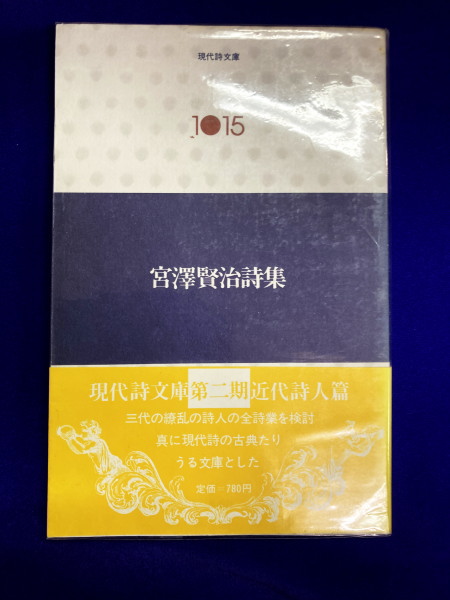 現代詩文庫
1●15
宮澤賢治詩集
現代詩文庫第二期近代詩人篇
三代の繚乱の詩人の全詩業を検討
真に現代詩の古典たり
うる文庫とした
定価—780円